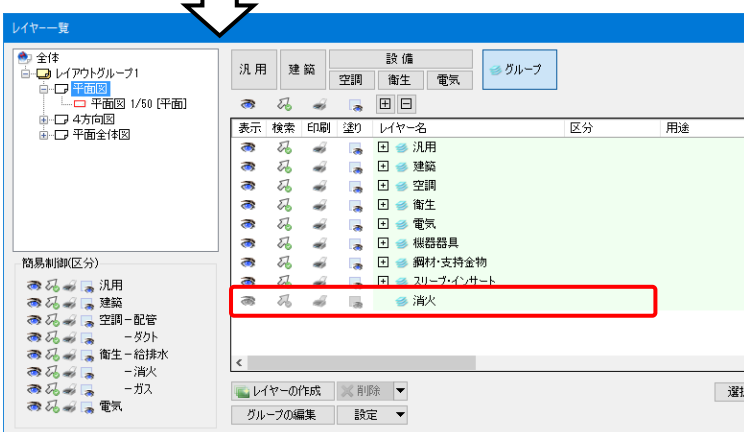 レイヤー一覧
全体
レイアウトグループ1
平面図
平面図 1/50 [平面]
4方向図
平面全体図
汎用
建築
設備
空調
衛生
電気
グループ
表示 検索 印刷 塗り レイヤー名 区分 用途
汎用
建築
空調
衛生
電気
機器器具
鋼材・支持金物
スリーブ・インサート
消火
簡易制御(区分)
汎用
建築
空調-配管
-ダクト
衛生-給排水
-消火
-ガス
電気
レイヤーの作成
削除
グループの編集
設定